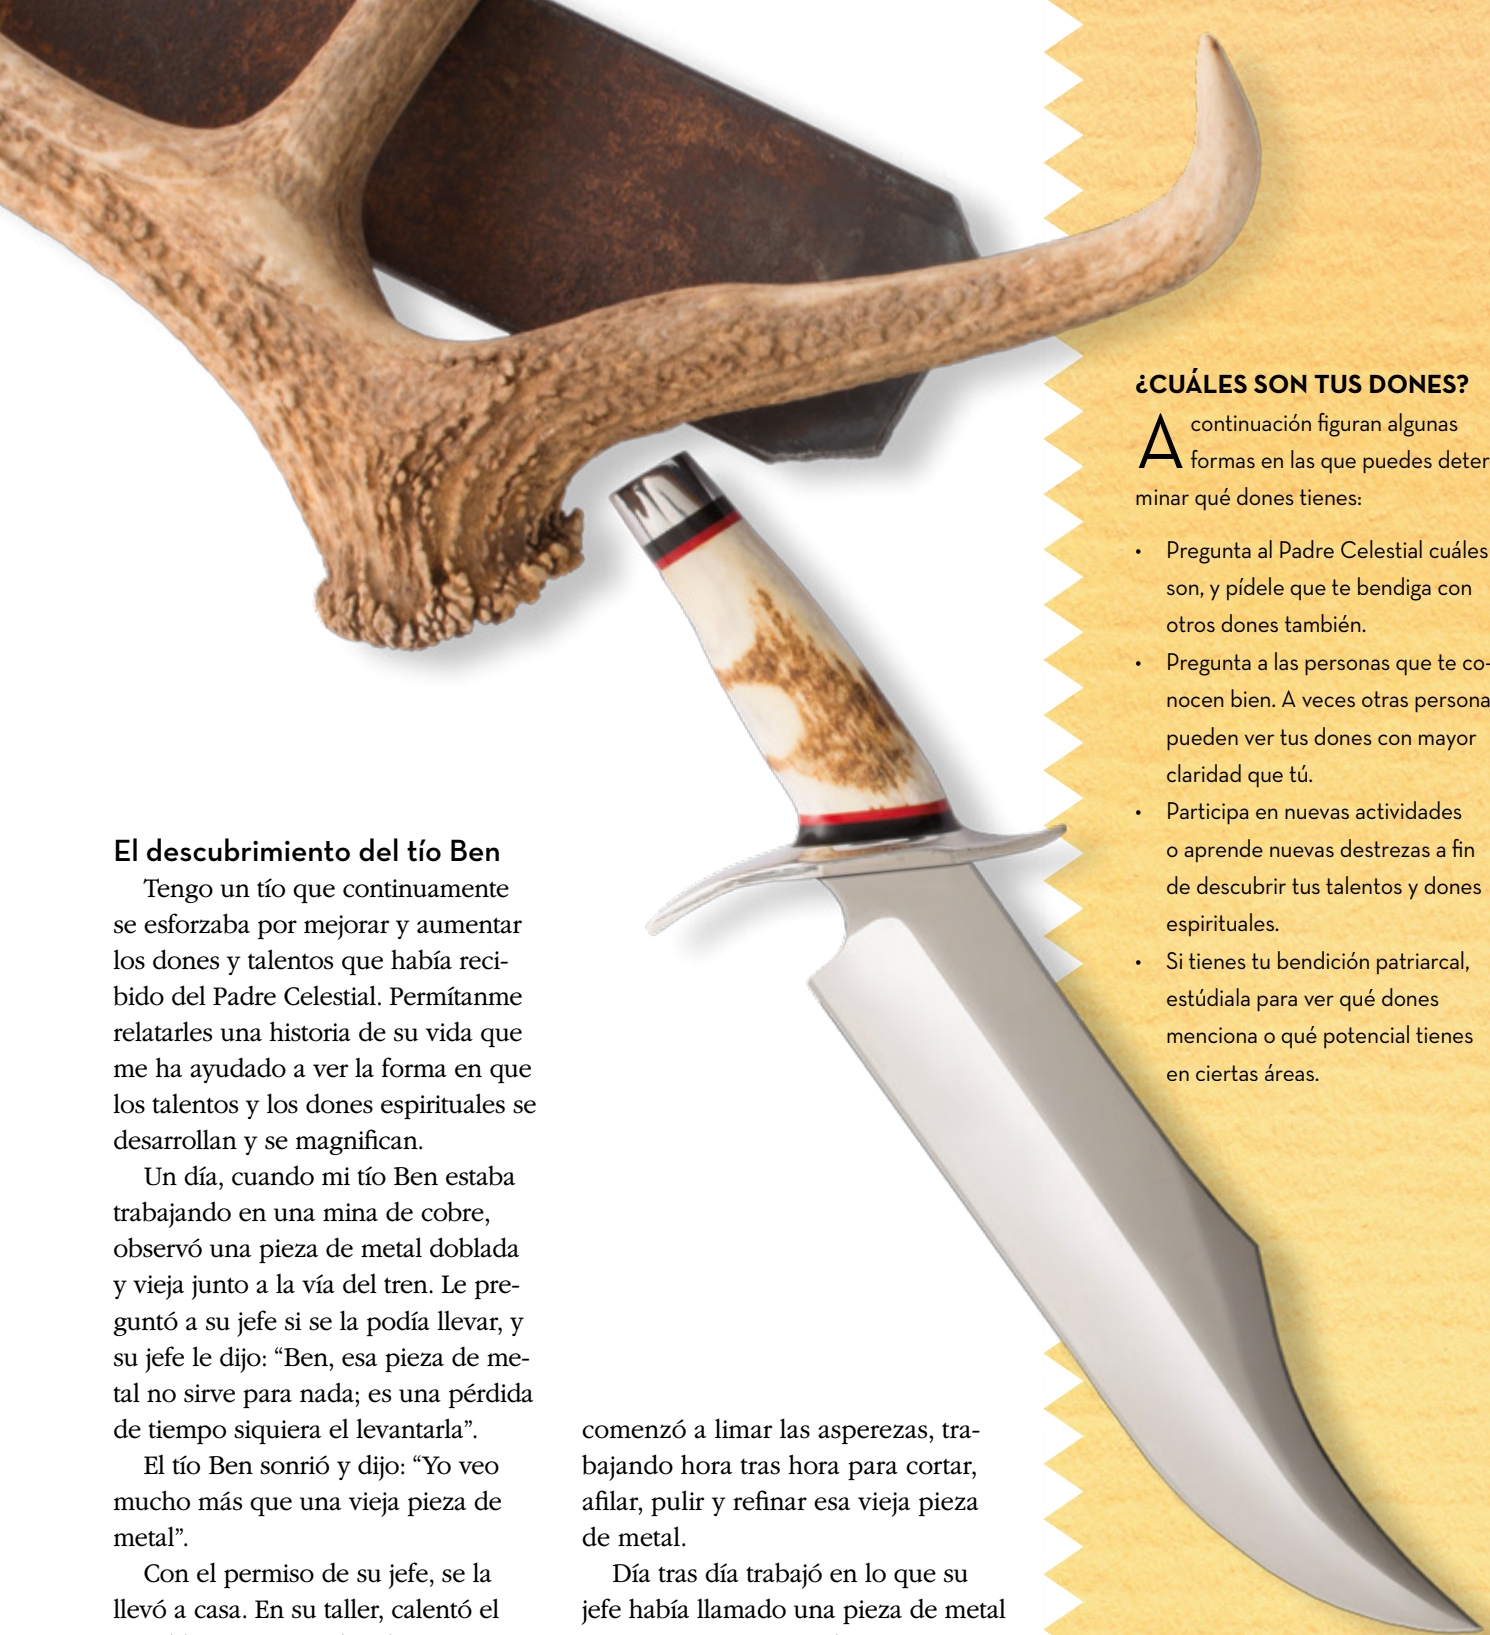 El descubrimiento del tío Ben
Tengo un tío que continuamente
se esforzaba por mejorar y aumentar
los dones y talentos que había reci-
bido del Padre Celestial. Permítanme
relatarles una historia de su vida que
me ha ayudado a ver la forma en que
los talentos y los dones espirituales se
desarrollan y se magnifican.
Un día, cuando mi tío Ben estaba
trabajando en una mina de cobre,
observó una pieza de metal doblada
y vieja junto a la vía del tren. Le pre-
guntó a su jefe si se la podía llevar, y
su jefe le dijo: “Ben, esa pieza de me-
tal no sirve para nada; es una pérdida
de tiempo siquiera el levantarla”.
El tío Ben sonrió y dijo: “Yo veo
mucho más que una vieja pieza de
metal”.
Con el permiso de su jefe, se la
llevó a casa. En su taller, calentó el
comenzó a limar las asperezas, tra-
bajando hora tras hora para cortar,
afilar, pulir y refinar esa vieja pieza
de metal.
Día tras día trabajó en lo que su
jefe había llamado una pieza de metal
¿CUÁLES SON TUS DONES?
A continuación figuran algunas
formas en las que puedes deter
minar qué dones tienes:
• Pregunta al Padre Celestial cuáles
son, y pídele que te bendiga con
otros dones también.
• Pregunta a las personas que te co-
nocen bien. A veces otras persona
pueden ver tus dones con mayor
claridad que tú.
• Participa en nuevas actividades
o aprende nuevas destrezas a fin
de descubrir tus talentos y dones
espirituales.
• Si tienes tu bendición patriarcal,
estúdiala para ver qué dones
menciona o qué potencial tienes
en ciertas áreas.